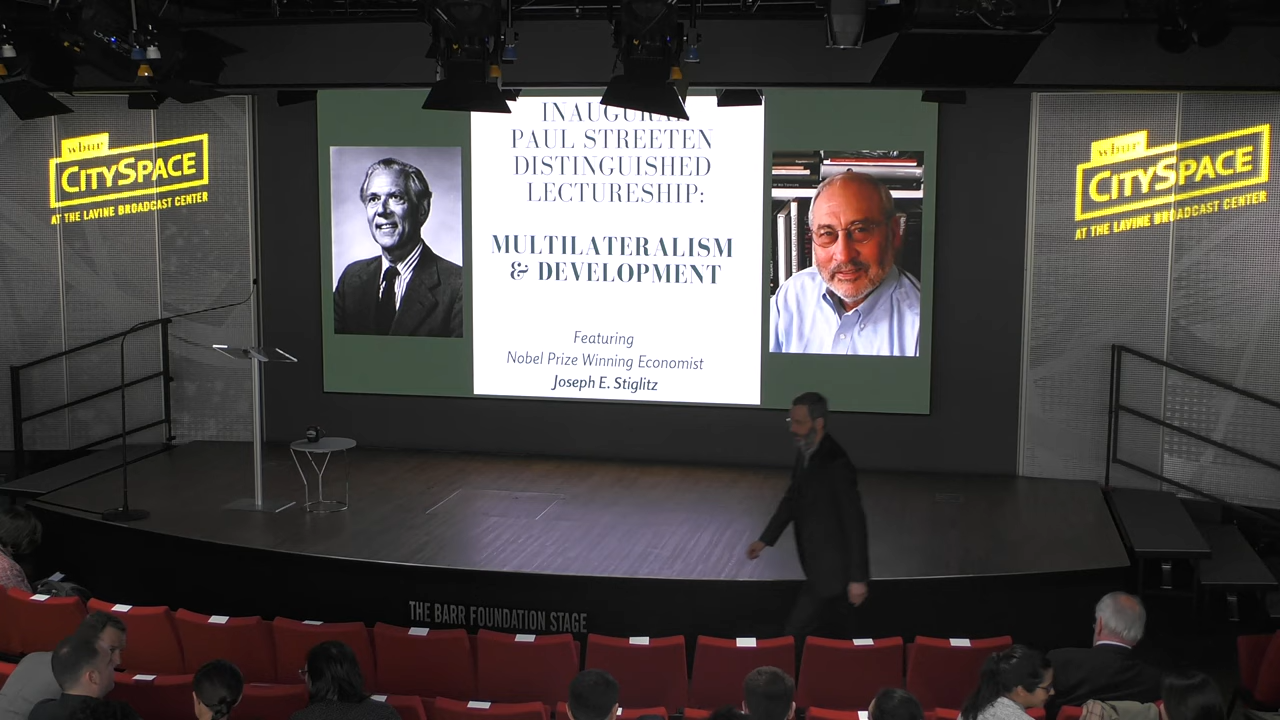 wbur
CITYSPACE
AT THE LAVINE BROADCAST CENTER
INAUGURAL
PAUL STREETEN
DISTINGUISHED
LECTURESHIP:
MULTILATERALISM
& DEVELOPMENT
Featuring
Nobel Prize Winning Economist
Joseph E. Stiglitz
wbur
CITYSPACE
AT THE LAVINE BROADCAST CENTER
THE BARR FOUNDATION STAGE